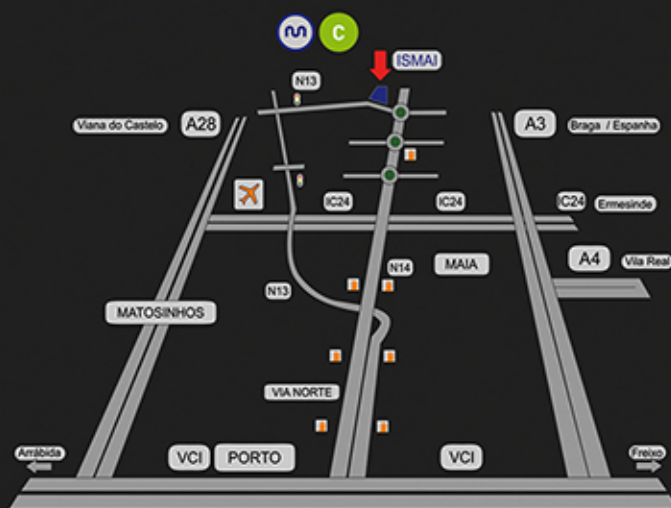 C
ISMAI
N13
Viana do Castelo
A28
A3
Braga / Espanha
IC24
IC24
IC24
Ermesinde
A4
Vila Real
MAIA
N14
N13
MATOSINHOS
VIA NORTE
Arrábida
VCI
PORTO
VCI
Freixo